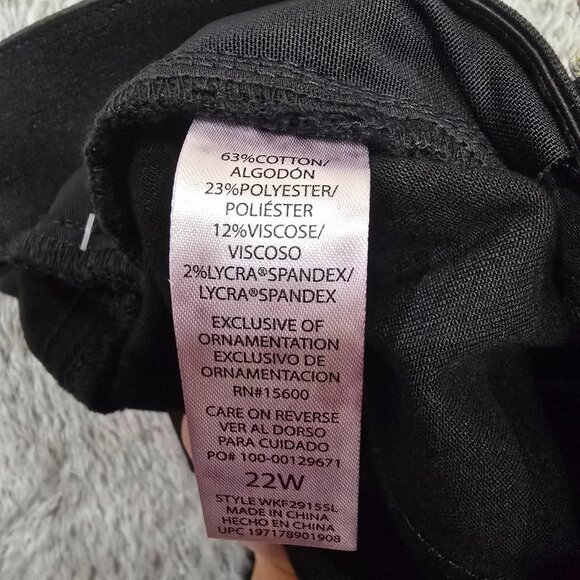 63%COTTON/
ALGODÓN
23%POLYESTER/
POLIÉSTER
12%VISCOSE/
VISCOSO
2%LYCRA®SPANDEX/
LYCRA®SPANDEX
EXCLUSIVE OF
ORNAMENTATION
EXCLUSIVO DE
ORNAMENTACION
RN#15600
CARE ON REVERSE
VER AL DORSO
PARA CUIDADO
PO# 100-00129671
22W
STYLE WKF2915SL
MADE IN CHINA
HECHO EN CHINA
UPC 197178901908